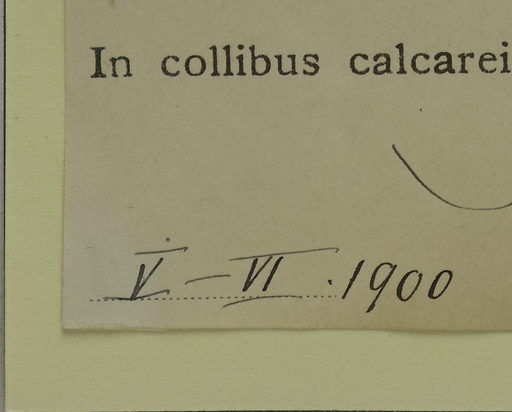 In collibus calcarei
V – VI . 1900